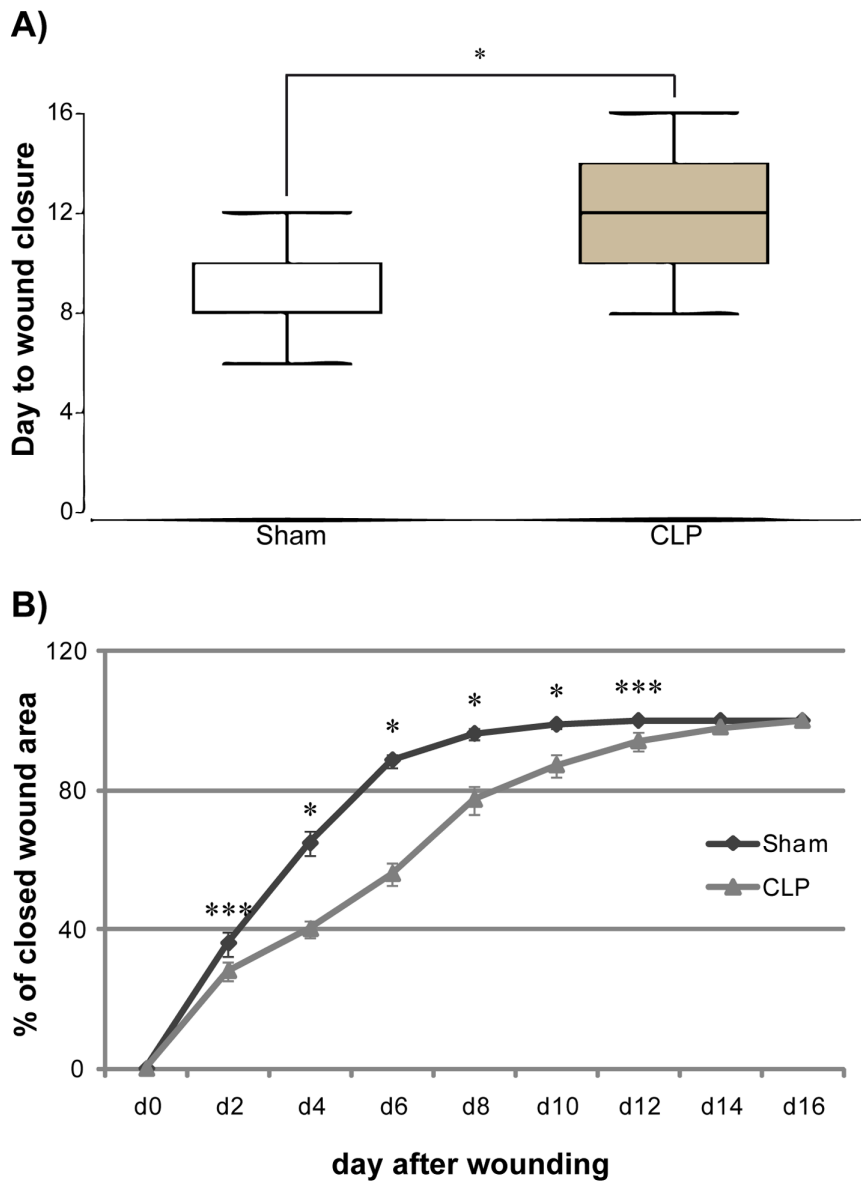 A)
*
Day to wound closure
16
12
8
4
0
Sham CLP
B)
% of closed wound area
120
80
40
0
*** * * * * ***
Sham
CLP
d0 d2 d4 d6 d8 d10 d12 d14 d16
day after wounding